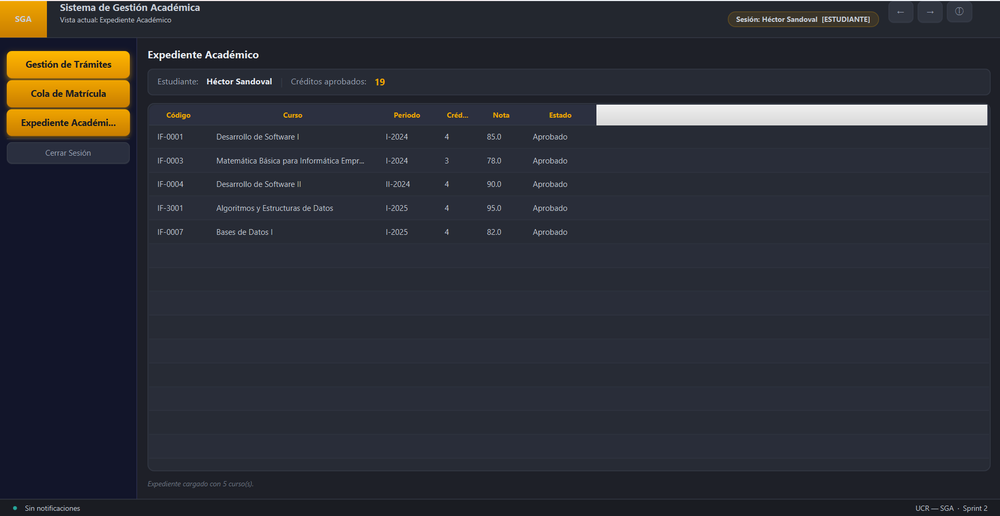 SGA
Sistema de Gestión Académica
Vista actual: Expediente Académico
Sesión: Héctor Sandoval [ESTUDIANTE]
← → ⓘ
Gestión de Trámites
Cola de Matrícula
Expediente Académi...
Cerrar Sesión
Expediente Académico
Estudiante: Héctor Sandoval Créditos aprobados: 19
Código Curso Periodo Créd... Nota Estado
IF-0001 Desarrollo de Software I I-2024 4 85.0 Aprobado
IF-0003 Matemática Básica para Informática Empr... I-2024 3 78.0 Aprobado
IF-0004 Desarrollo de Software II II-2024 4 90.0 Aprobado
IF-3001 Algoritmos y Estructuras de Datos I-2025 4 95.0 Aprobado
IF-0007 Bases de Datos I I-2025 4 82.0 Aprobado
Expediente cargado con 5 curso(s).
Sin notificaciones
UCR — SGA · Sprint 2